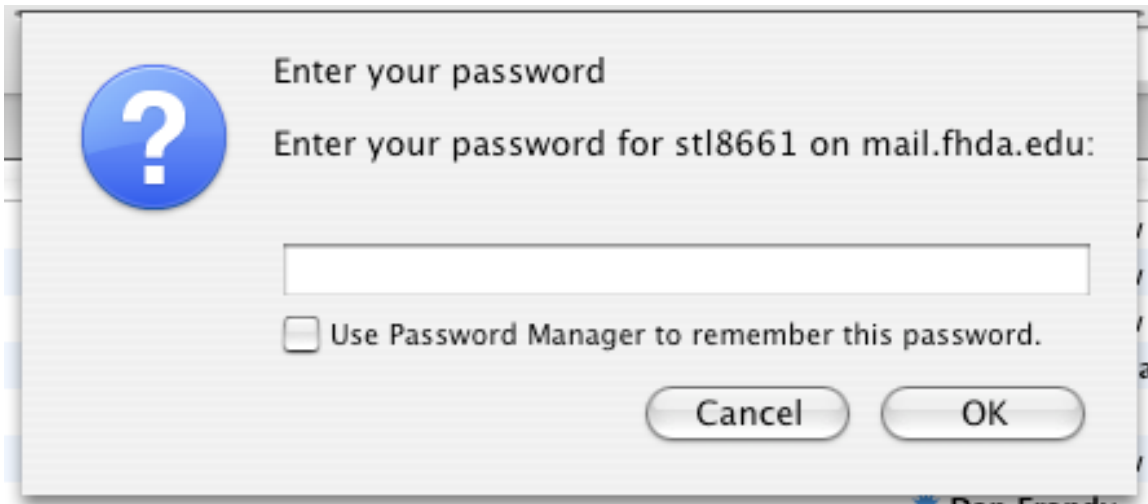 Enter your password
Enter your password for stl8661 on mail.fhda.edu:
Use Password Manager to remember this password.
Cancel
OK